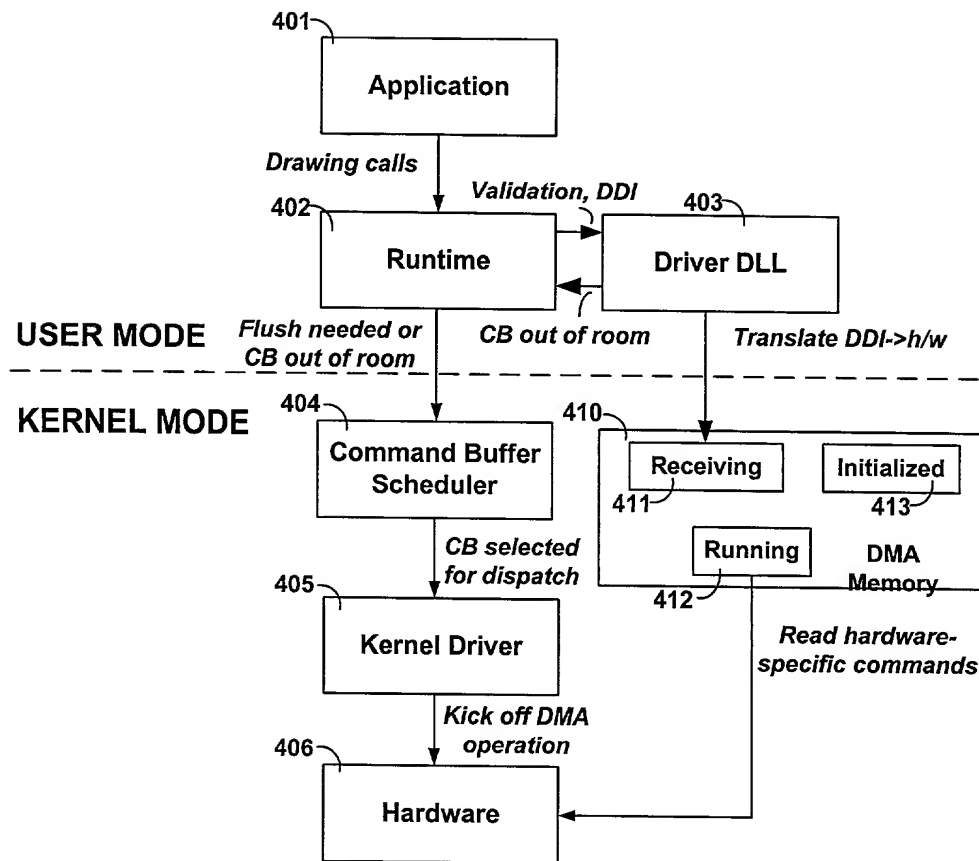 401
Application
Drawing calls
402
Runtime
Validation, DDI
403
Driver DLL
CB out of room
USER MODE
Flush needed or
CB out of room
Translate DDI->h/w
KERNEL MODE
404
Command Buffer
Scheduler
410
Receiving
411
Initialized
413
Running
412
DMA
Memory
CB selected
for dispatch
405
Kernel Driver
Read hardware-
specific commands
Kick off DMA
operation
406
Hardware